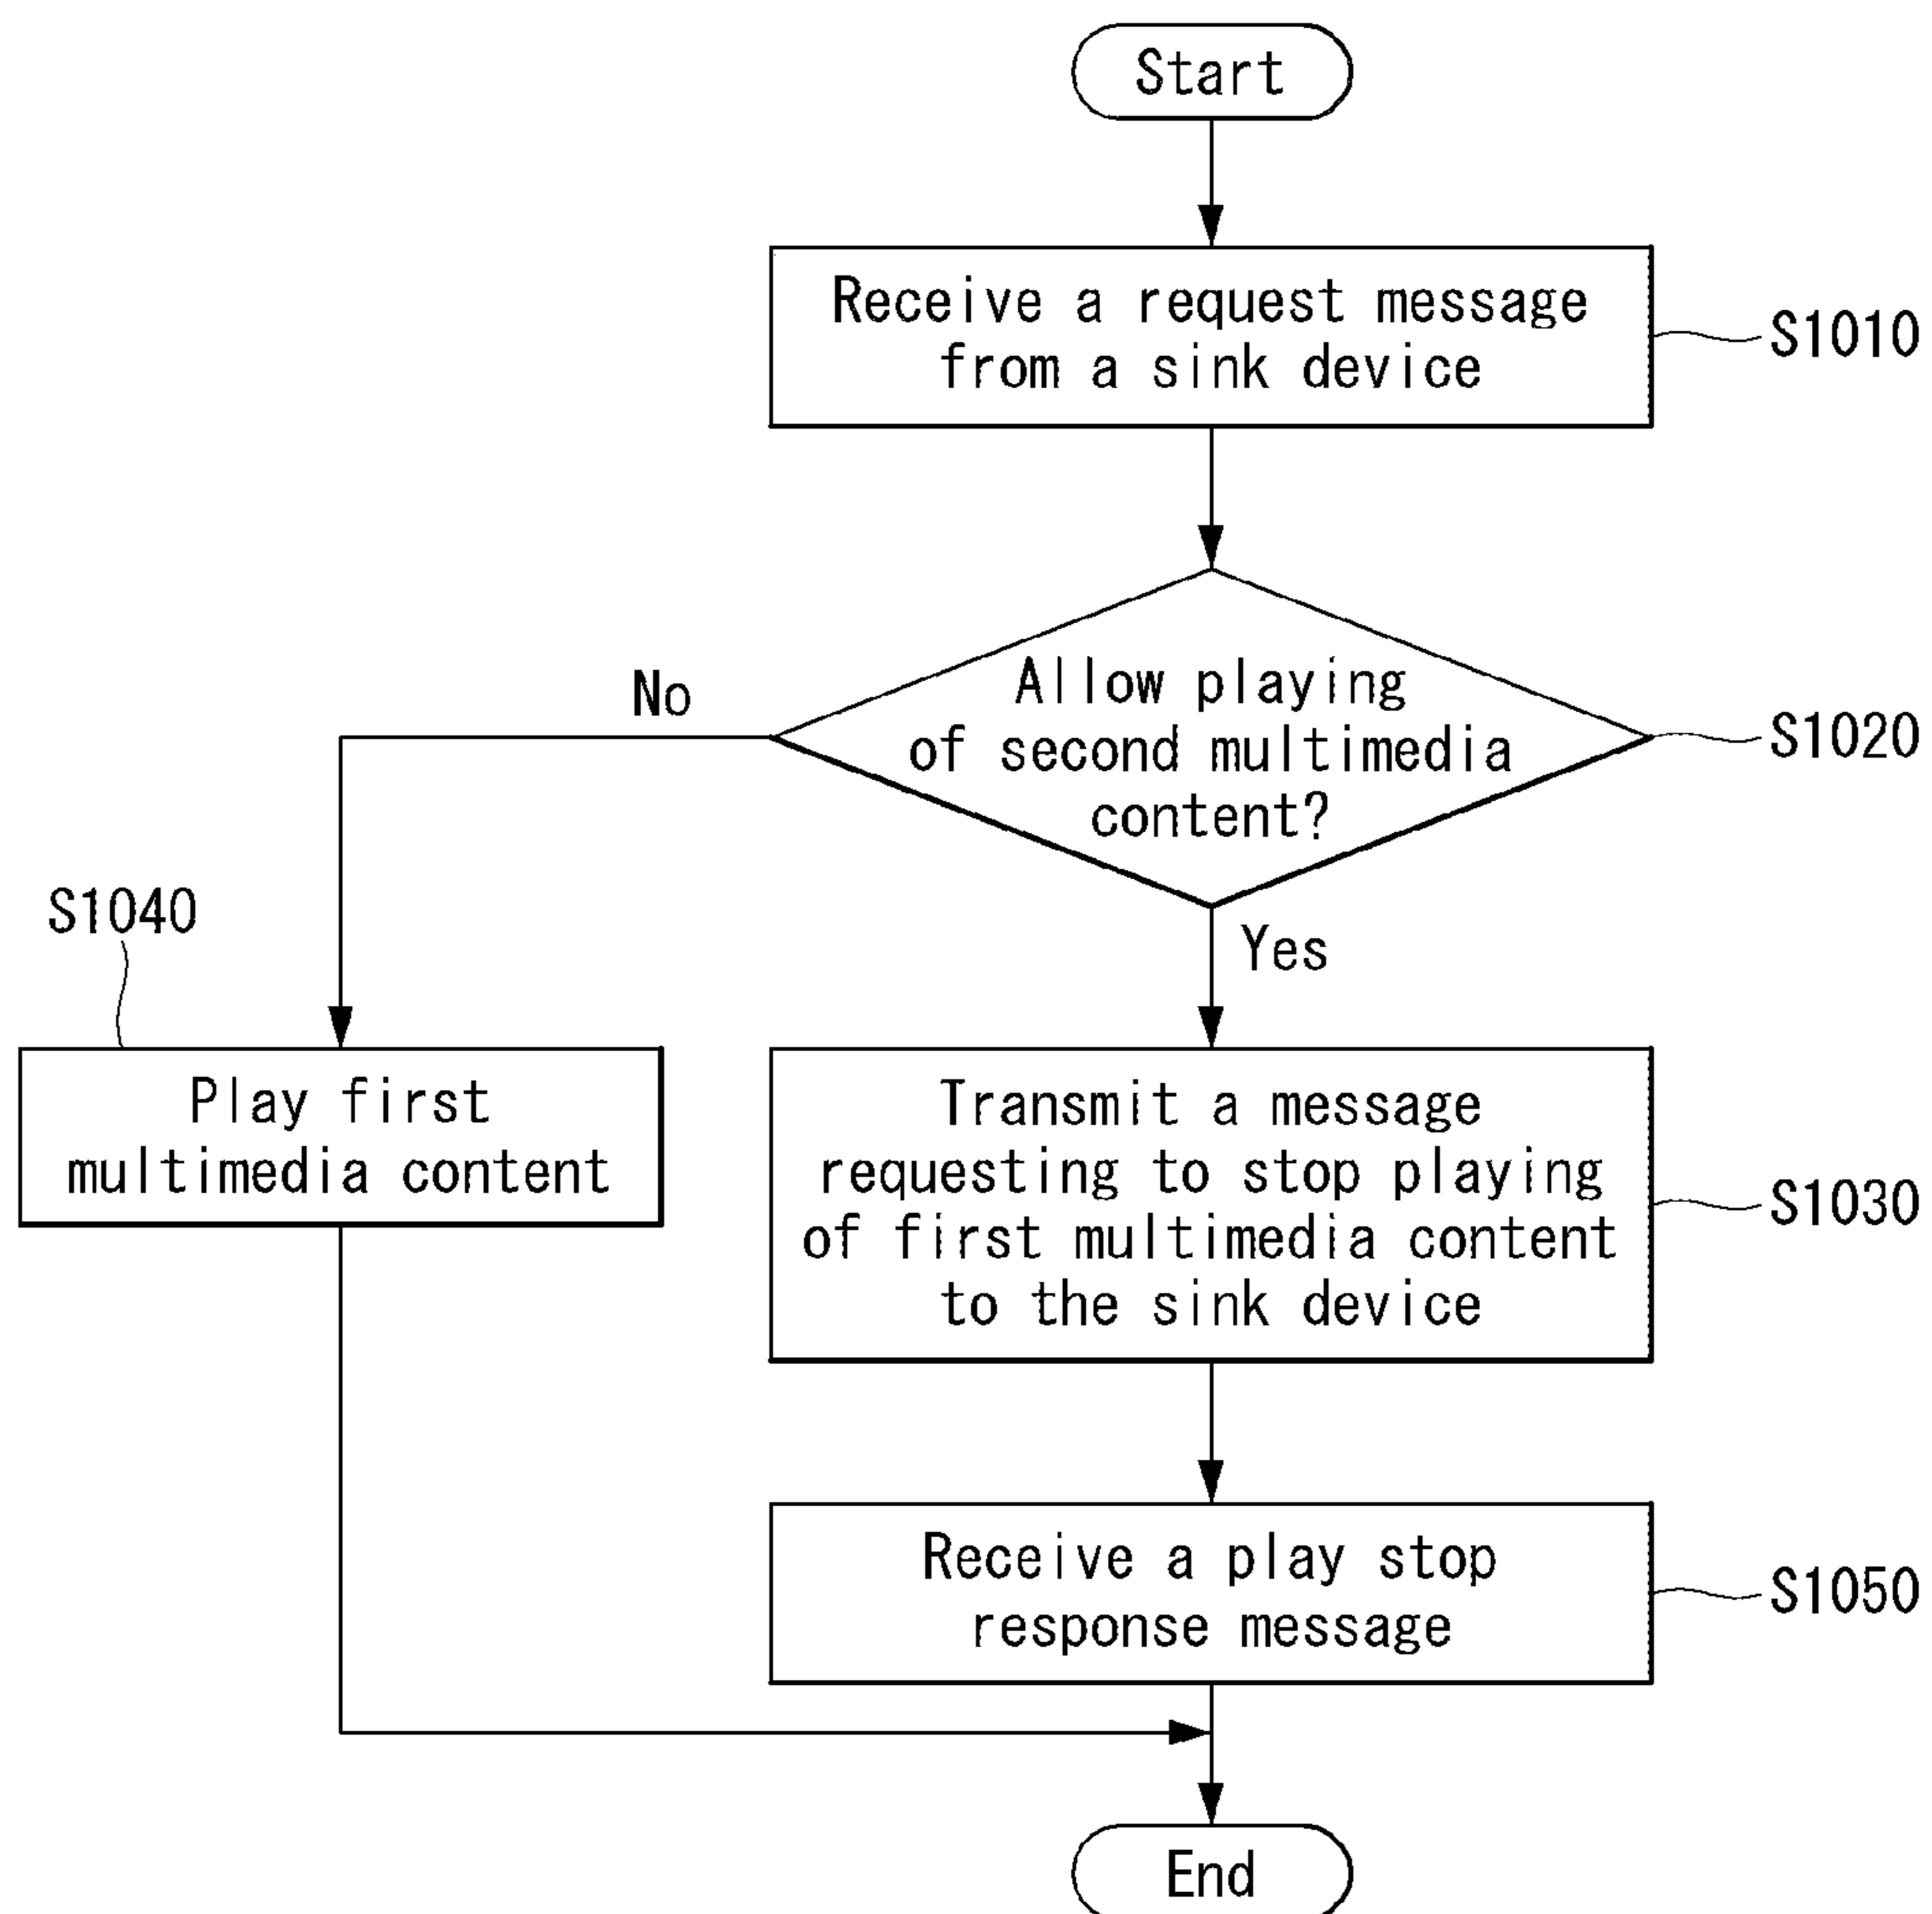 Start
Receive a request message
from a sink device
S1010
Allow playing
of second multimedia
content?
S1020
No
Yes
S1040
Play first
multimedia content
Transmit a message
requesting to stop playing
of first multimedia content
to the sink device
S1030
Receive a play stop
response message
S1050
End